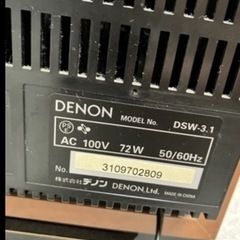 DENON MODEL No. DSW-3.1
AC 100V 72W 50/60Hz
No. 3109702809
株式会社デノン DENON, Ltd. MADE IN CHINA